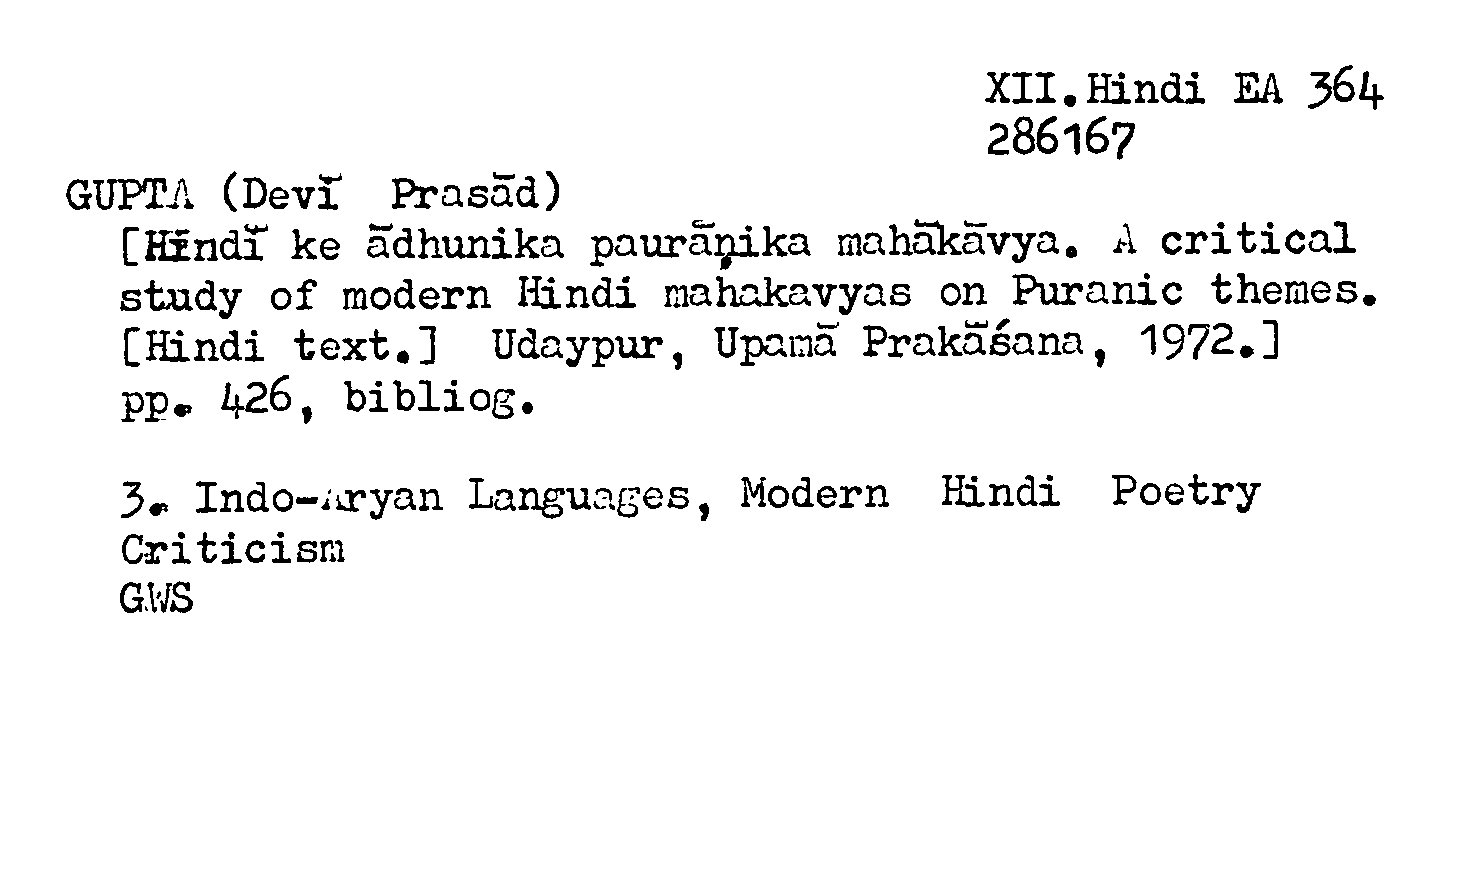 XII.Hindi EA 364
286167
GUPTA (Devī Prasād)
[Hindī ke ādhunika paurāṇika mahākāvya. A critical
study of modern Hindi mahakavyas on Puranic themes.
[Hindi text.] Udaypur, Upamā Prakāśana, 1972.]
pp. 426, bibliog.
3. Indo-Aryan Languages, Modern Hindi Poetry
Criticism
GWS